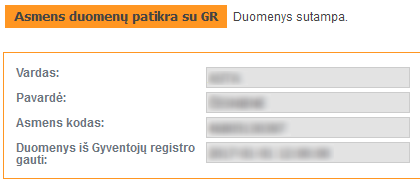 Asmens duomenų patikra su GR Duomenys sutampa.
Vardas:
Pavardė:
Asmens kodas:
Duomenys iš Gyventojų registro
gauti: